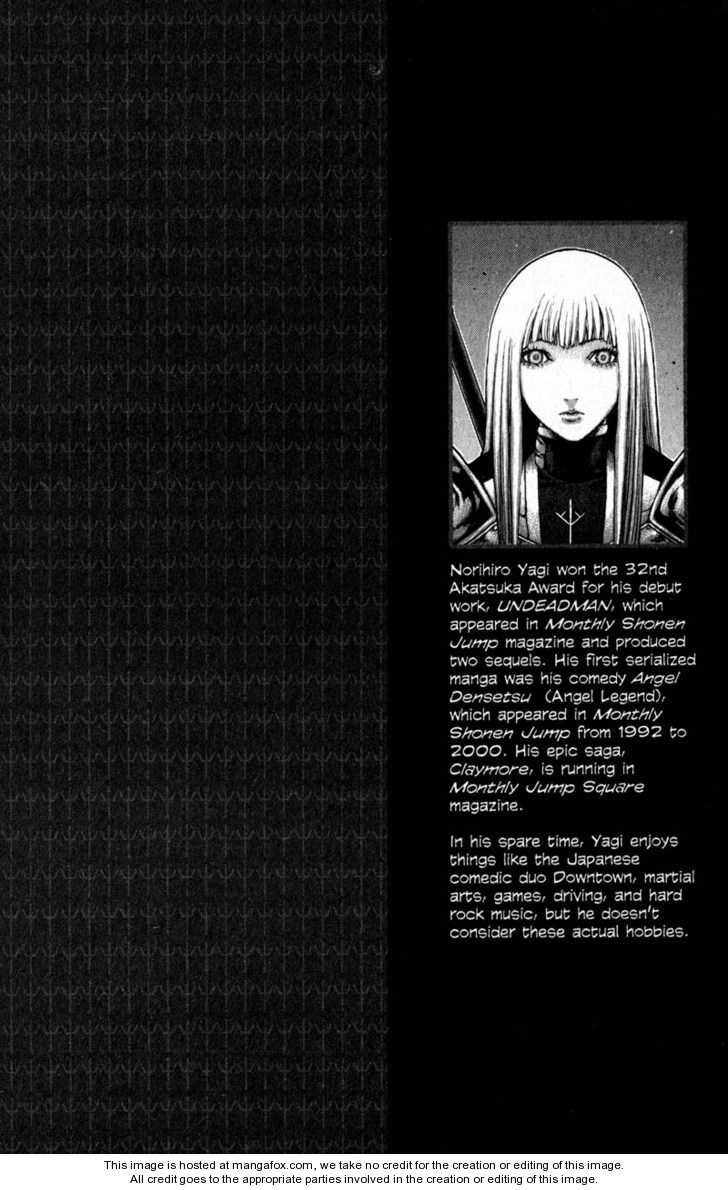 Norihiro Yagi won the 32nd
Akatsuka Award for his debut
work, UNDEADMAN, which
appeared in Monthly Shonen
Jump magazine and produced
two sequels. His first serialized
manga was his comedy Angel
Densetsu (Angel Legend),
which appeared in Monthly
Shonen Jump from 1992 to
2000. His epic saga,
Claymore, is running in
Monthly Jump Square
magazine.
In his spare time, Yagi enjoys
things like the Japanese
comedic duo Downtown, martial
arts, games, driving, and hard
rock music, but he doesn't
consider these actual hobbies.
This image is hosted at mangafox.com, we take no credit for the creation or editing of this image.
All credit goes to the appropriate parties involved in the creation or editing of this image.